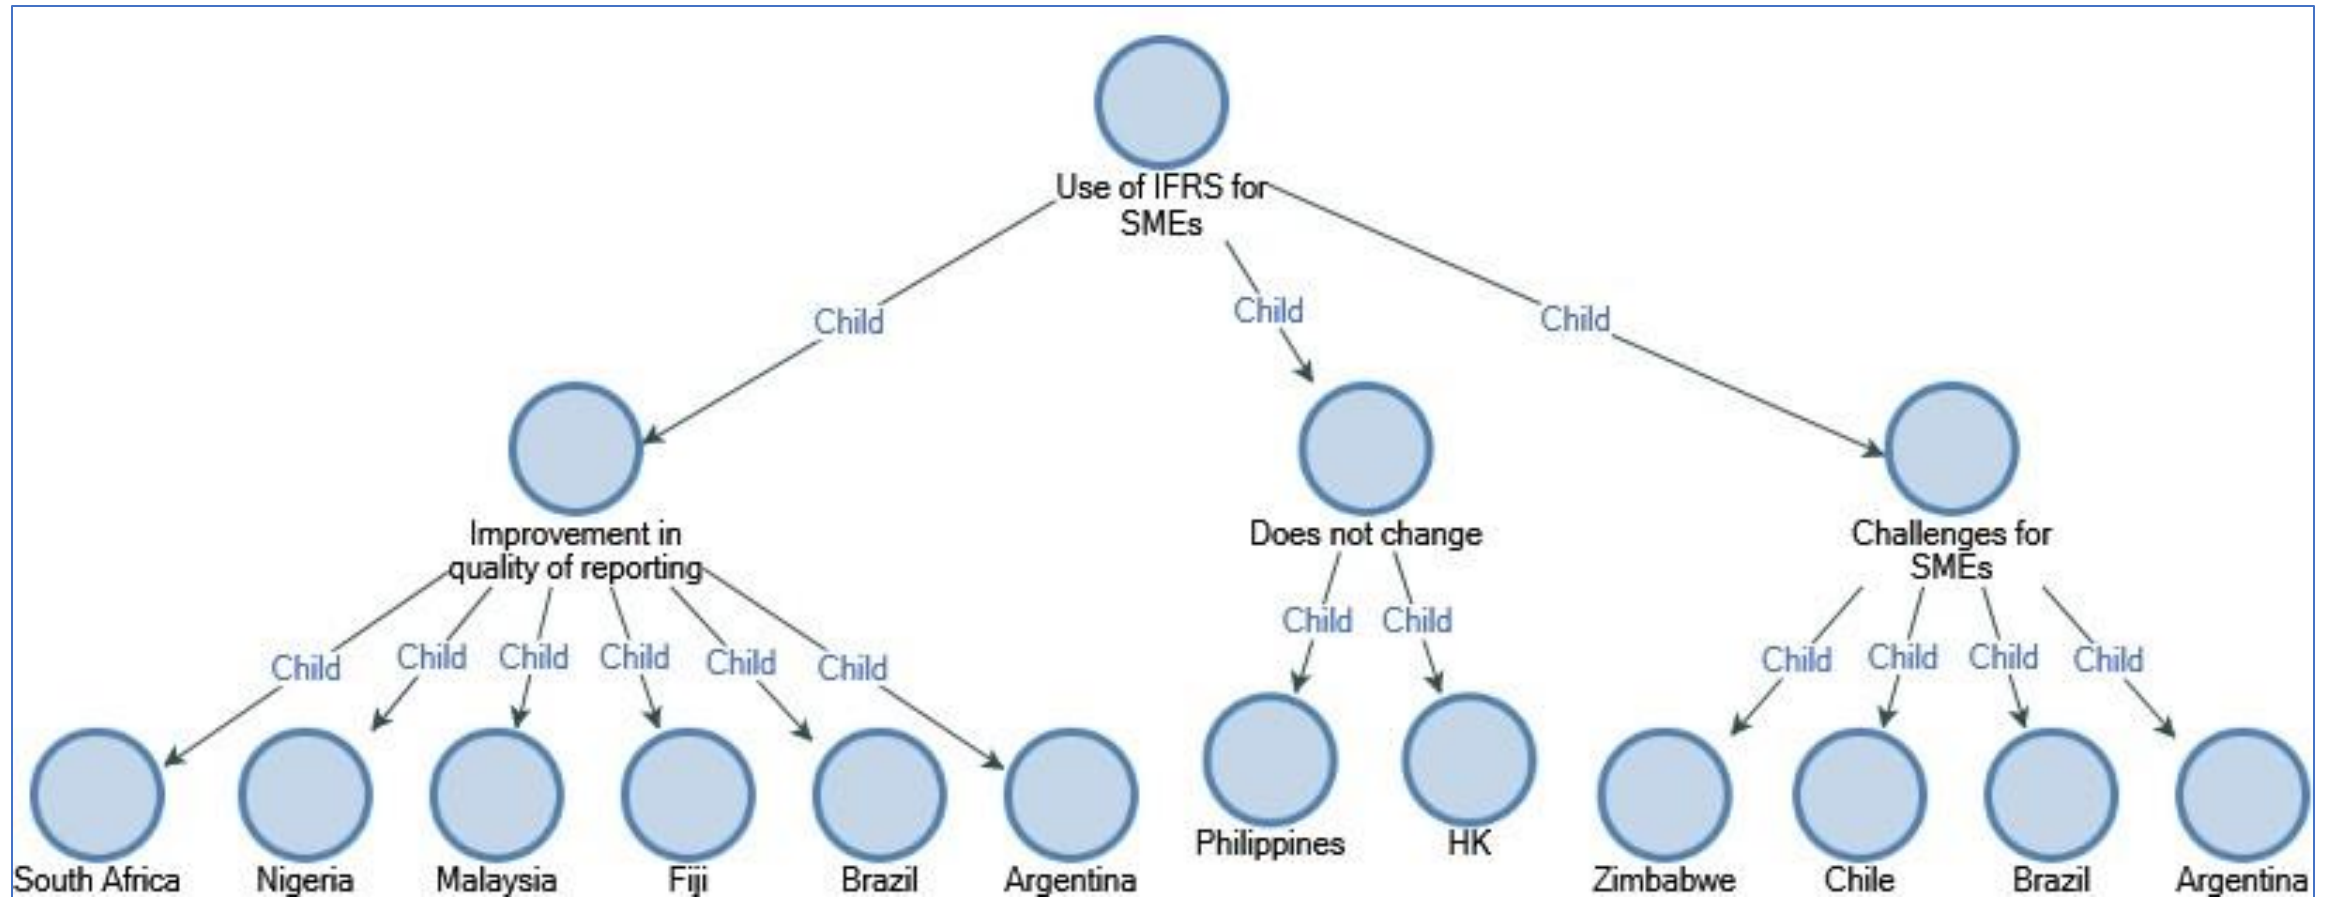 Use of IFRS for
SMEs
Child
Child
Child
Improvement in
quality of reporting
Does not change
Challenges for
SMEs
Child
Child
Child
Child
Child
Child
Child
Child
Child
Child
Child
Child
South Africa
Nigeria
Malaysia
Fiji
Brazil
Argentina
Philippines
HK
Zimbabwe
Chile
Brazil
Argentina